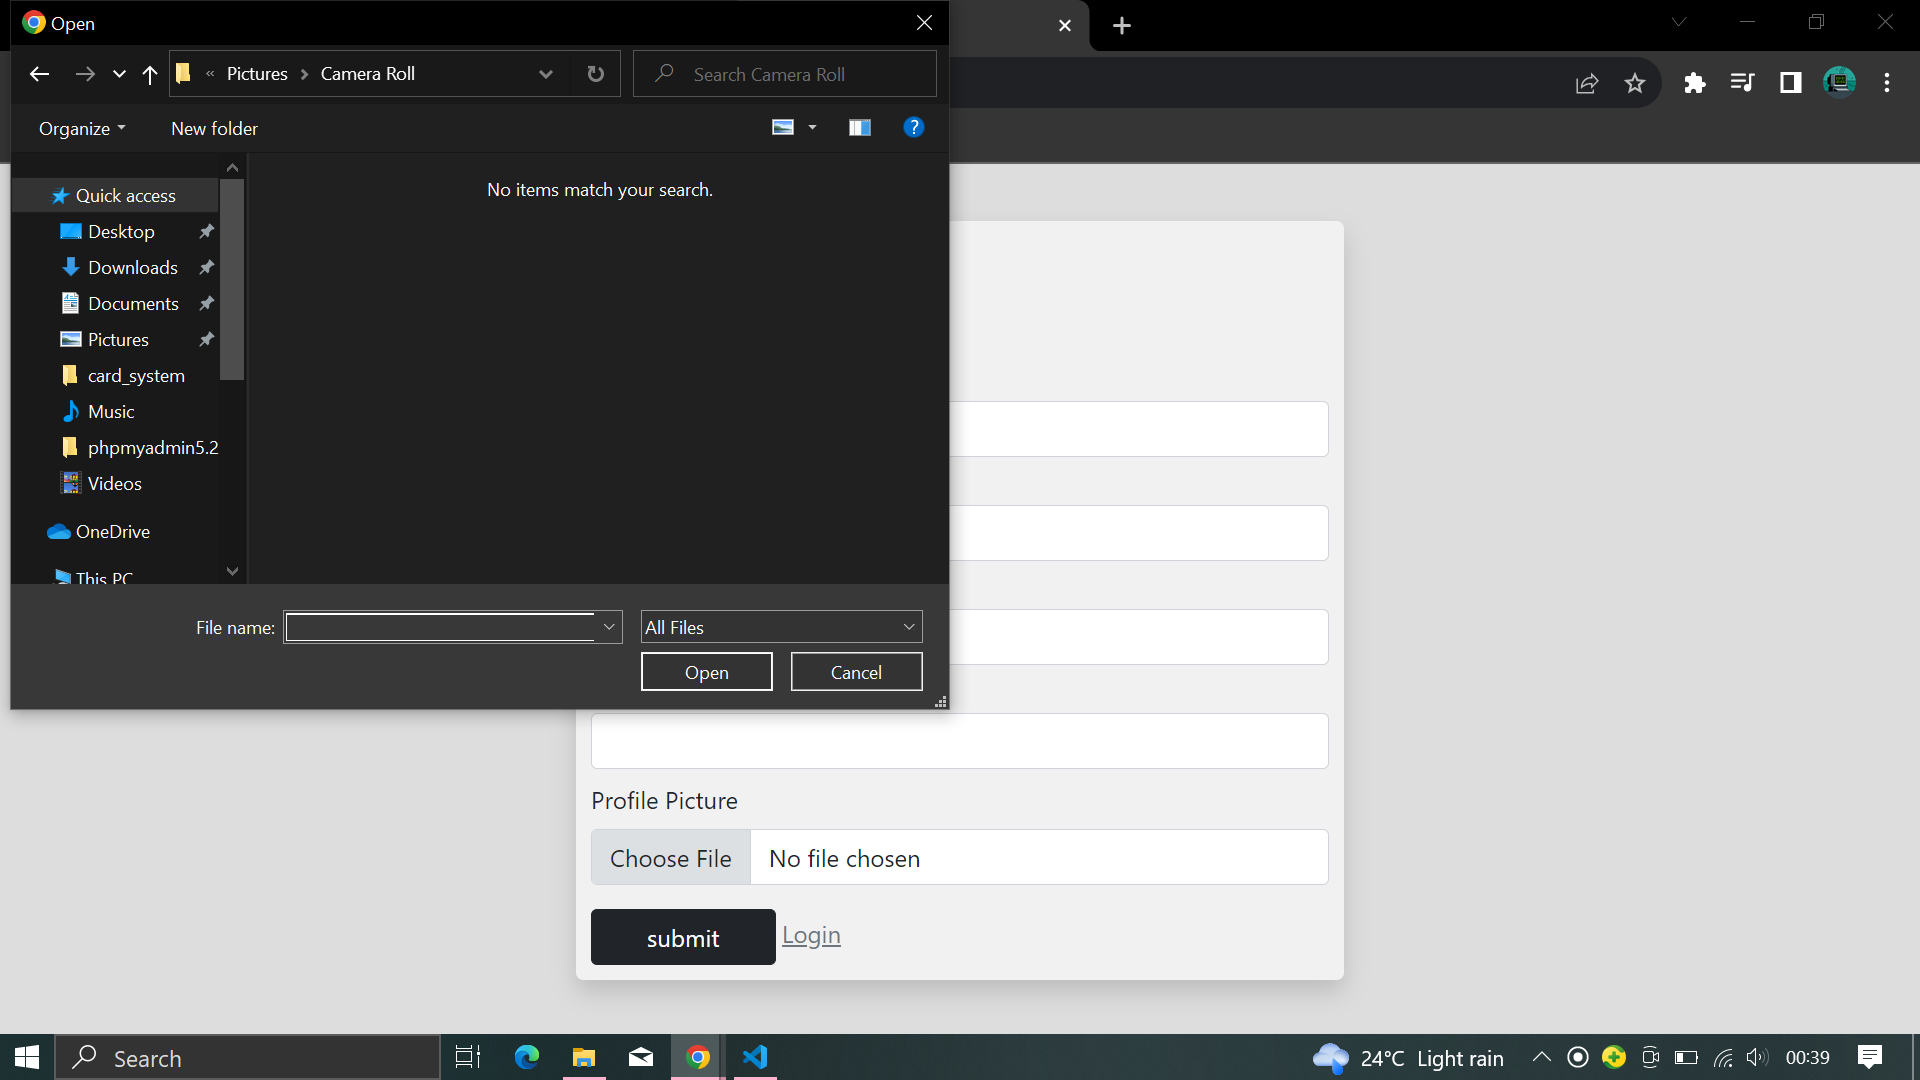 Open
« Pictures > Camera Roll
Search Camera Roll
Organize
New folder
?
Quick access
Desktop
Downloads
Documents
Pictures
card_system
Music
phpmyadmin5.2
Videos
OneDrive
This PC
No items match your search.
File name:
All Files
Open
Cancel
Profile Picture
Choose File
No file chosen
submit
Login
Search
24°C Light rain
00:39